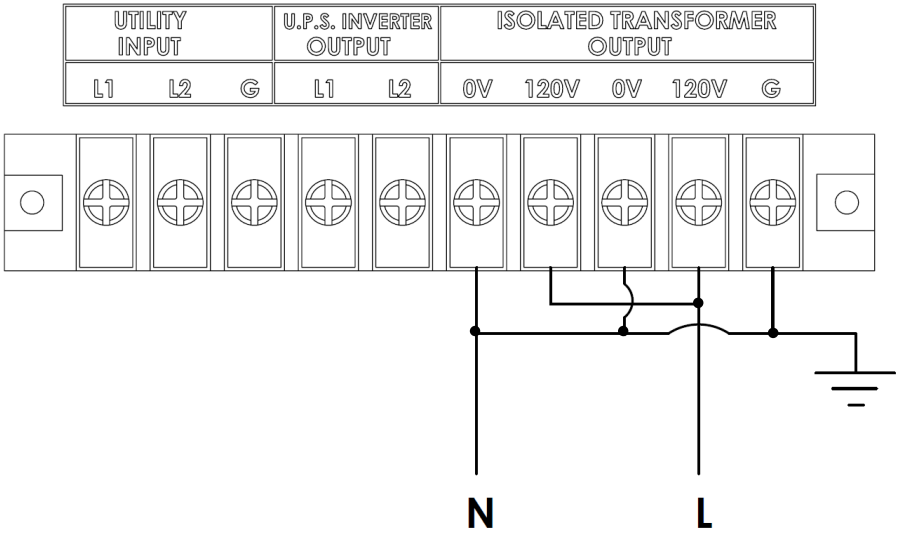 UTILITY
INPUT
U.P.S. INVERTER
OUTPUT
ISOLATED TRANSFORMER
OUTPUT
L1 L2 G L1 L2 0V 120V 0V 120V G
N L